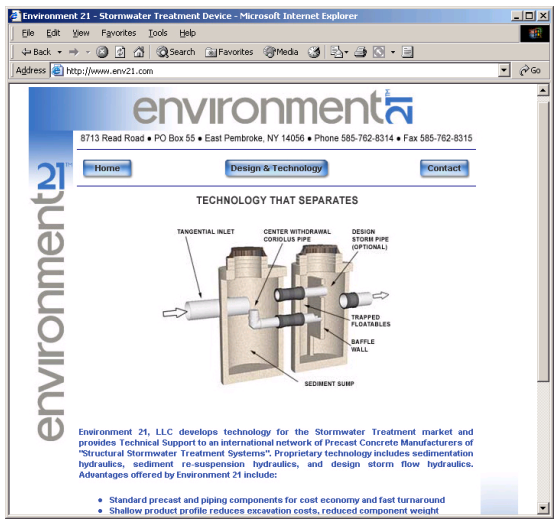 Environment 21 - Stormwater Treatment Device - Microsoft Internet Explorer
File Edit View Favorites Tools Help
Back Search Favorites Media
Address http://www.env21.com Go
environment21™
8713 Read Road • PO Box 55 • East Pembroke, NY 14056 • Phone 585-762-8314 • Fax 585-762-8315
Home Design & Technology Contact
environment21™
TECHNOLOGY THAT SEPARATES
TANGENTIAL INLET
CENTER WITHDRAWAL
CORIOLUS PIPE
DESIGN
STORM PIPE
(OPTIONAL)
TRAPPED
FLOATABLES
BAFFLE
WALL
SEDIMENT SUMP
Environment 21, LLC develops technology for the Stormwater Treatment market and
provides Technical Support to an international network of Precast Concrete Manufacturers of
"Structural Stormwater Treatment Systems". Proprietary technology includes sedimentation
hydraulics, sediment re-suspension hydraulics, and design storm flow hydraulics.
Advantages offered by Environment 21 include:
• Standard precast and piping components for cost economy and fast turnaround
• Shallow product profile reduces excavation costs, reduced component weight